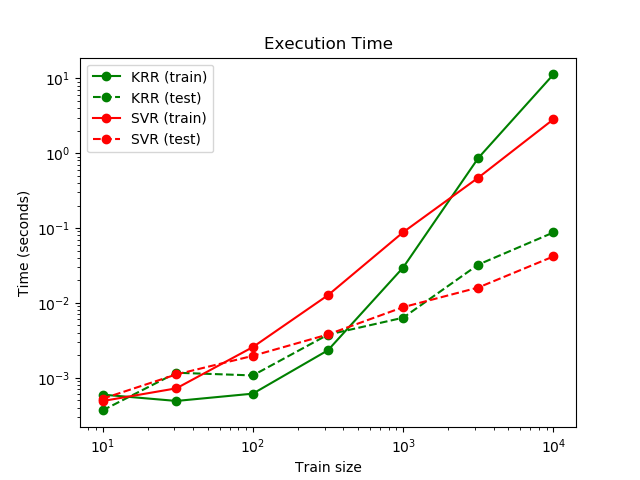 Execution Time
KRR (train)
KRR (test)
SVR (train)
SVR (test)
10¹
10⁰
10⁻¹
10⁻²
10⁻³
Time (seconds)
10¹ 10² 10³ 10⁴
Train size